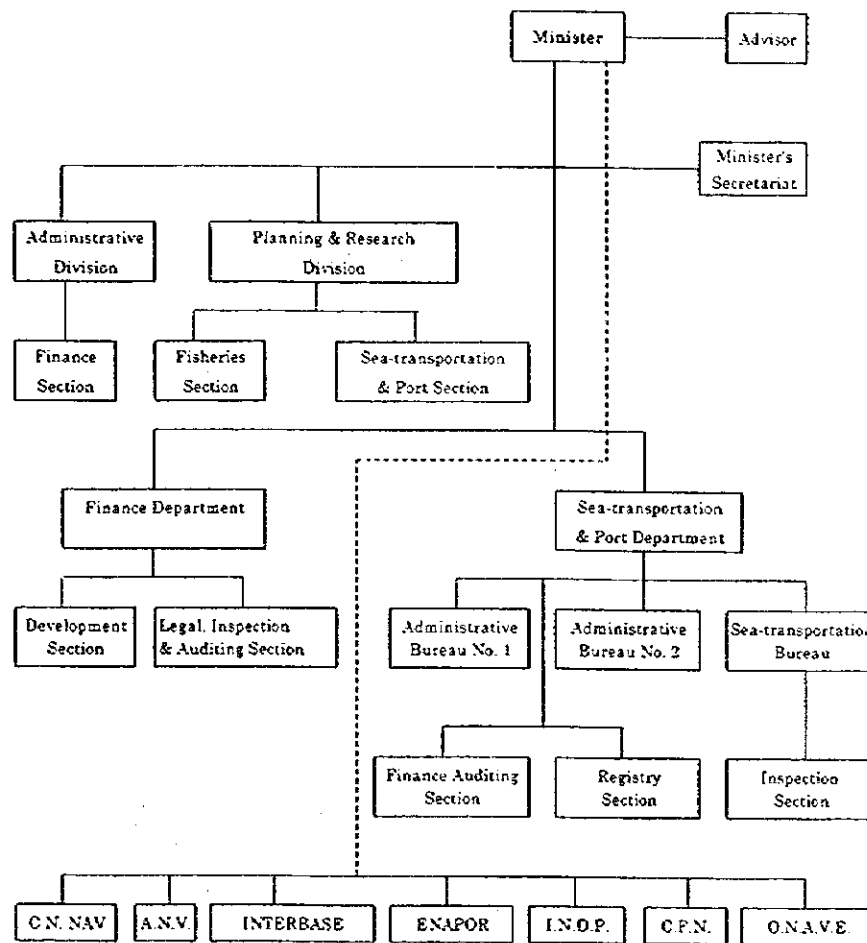 Minister
Advisor
Minister's
Secretariat
Administrative
Division
Planning & Research
Division
Finance
Section
Fisheries
Section
Sea-transportation
& Port Section
Finance Department
Sea-transportation
& Port Department
Development
Section
Legal, Inspection
& Auditing Section
Administrative
Bureau No. 1
Administrative
Bureau No. 2
Sea-transportation
Bureau
Finance Auditing
Section
Registry
Section
Inspection
Section
C.N. NAV
A.N.V.
INTERBASE
ENAPOR
I.N.O.P.
C.P.N.
O.N.A.V.E.